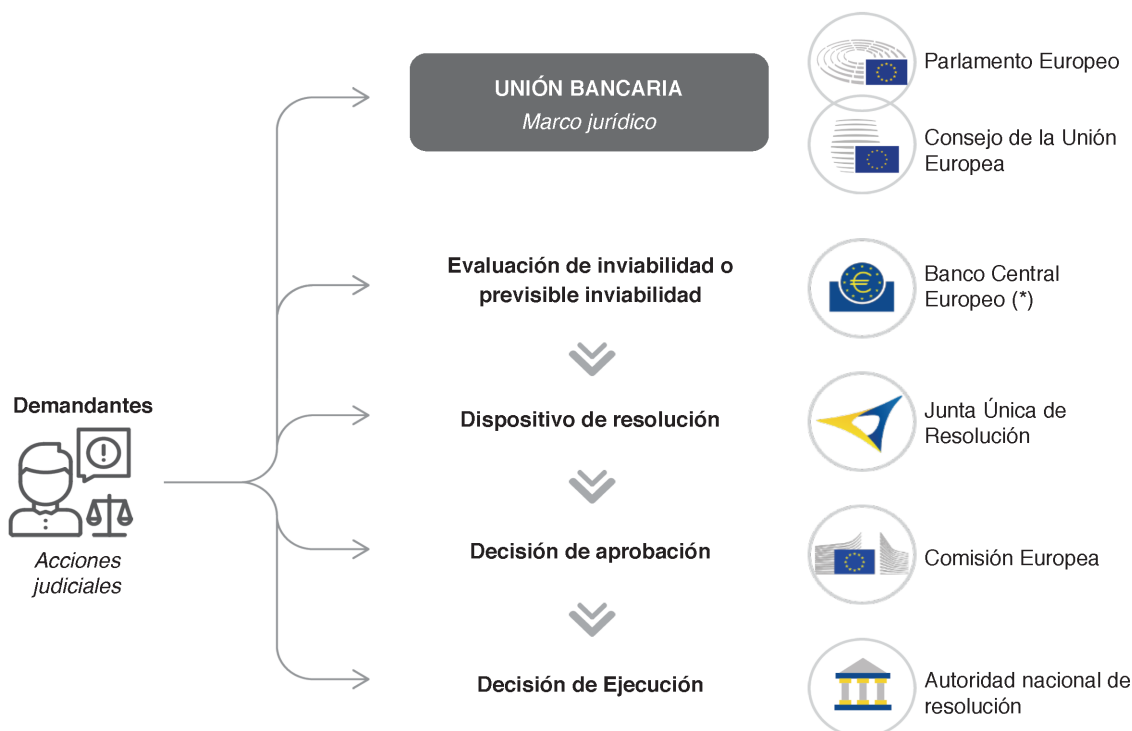 UNIÓN BANCARIA
Marco jurídico
Parlamento Europeo
Consejo de la Unión
Europea
Evaluación de inviabilidad o
previsible inviabilidad
Banco Central
Europeo (*)
Demandantes
Acciones
judiciales
Dispositivo de resolución
Junta Única de
Resolución
Decisión de aprobación
Comisión Europea
Decisión de Ejecución
Autoridad nacional de
resolución